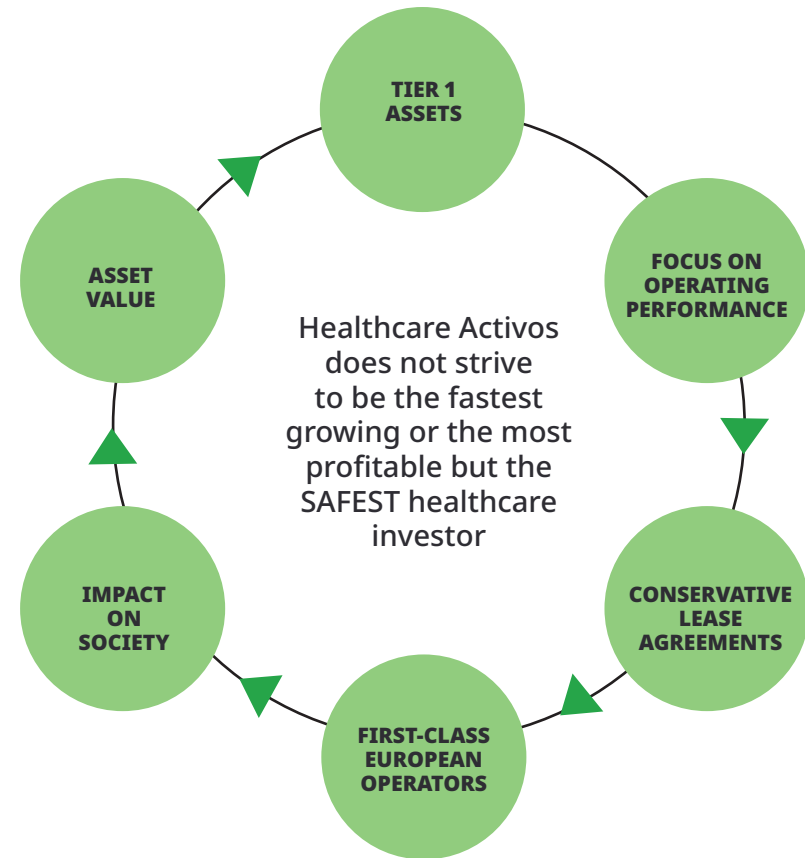 TIER 1
ASSETS
FOCUS ON
OPERATING
PERFORMANCE
CONSERVATIVE
LEASE
AGREEMENTS
FIRST-CLASS
EUROPEAN
OPERATORS
IMPACT
ON
SOCIETY
ASSET
VALUE
Healthcare Activos
does not strive
to be the fastest
growing or the most
profitable but the
SAFEST healthcare
investor